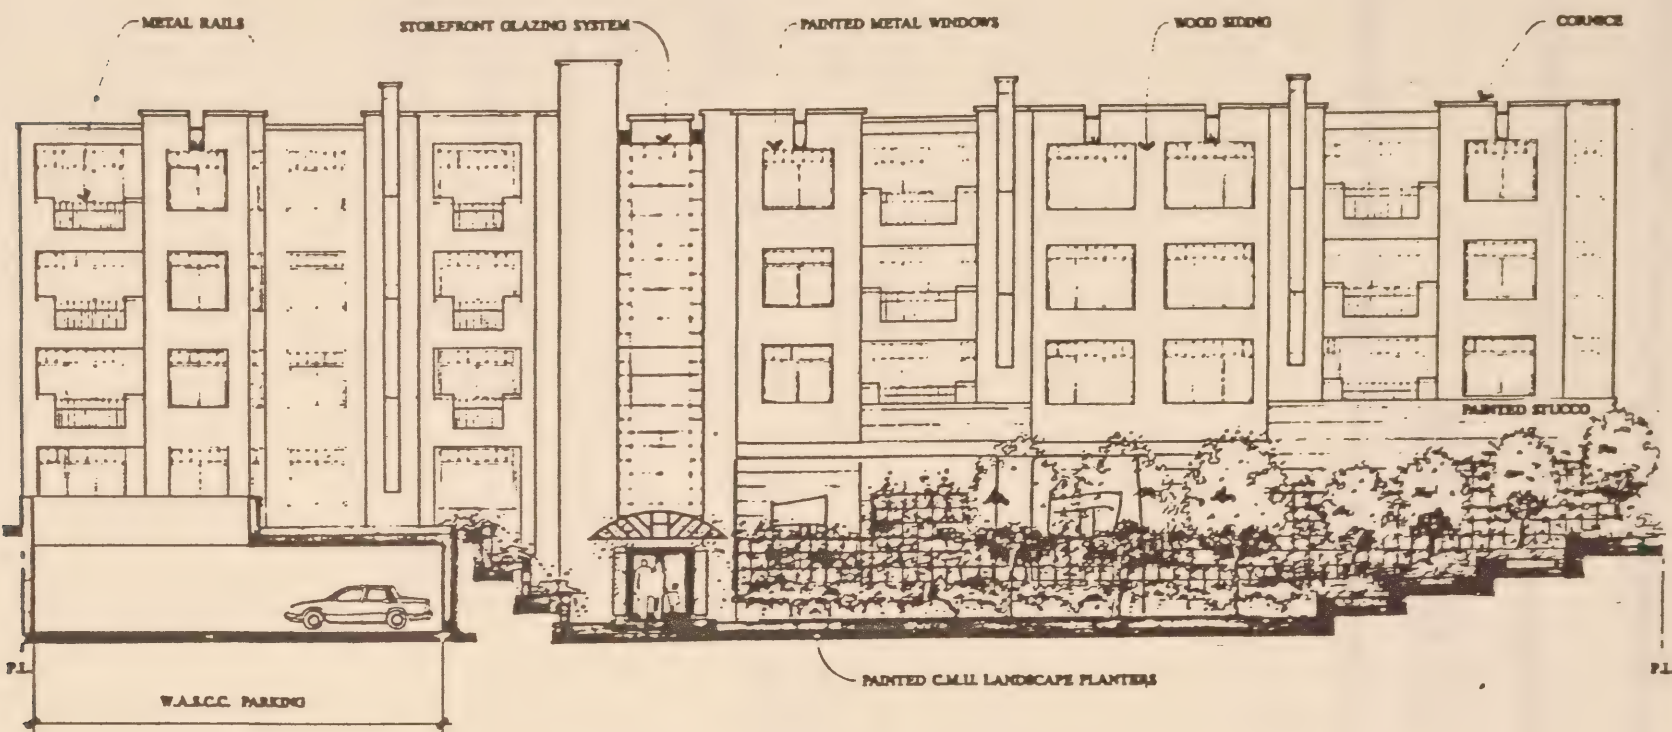 METAL RAILS
STOREFRONT GLAZING SYSTEM
PAINTED METAL WINDOWS
WOOD SIDING
CORNICE
PAINTED STUCCO
P.L.
P.L.
PAINTED C.M.U. LANDSCAPE PLANTERS
W.A.S.C.C. PARKING